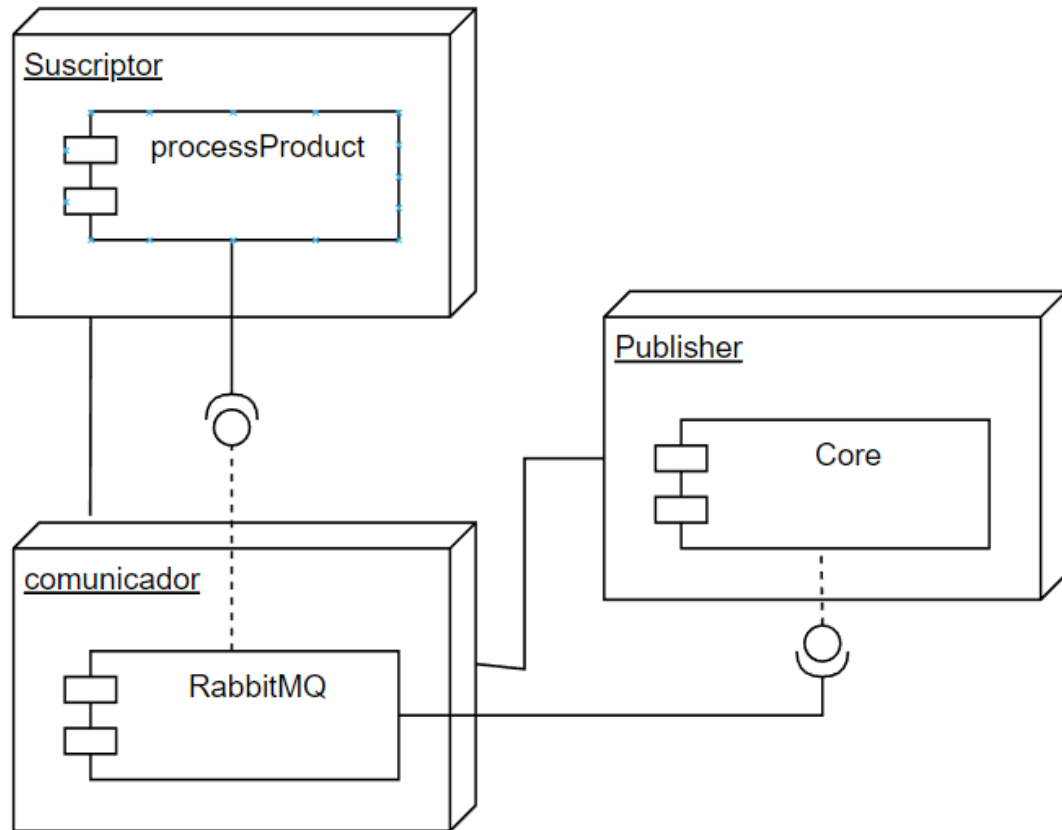 Suscriptor
processProduct
Publisher
Core
comunicador
RabbitMQ